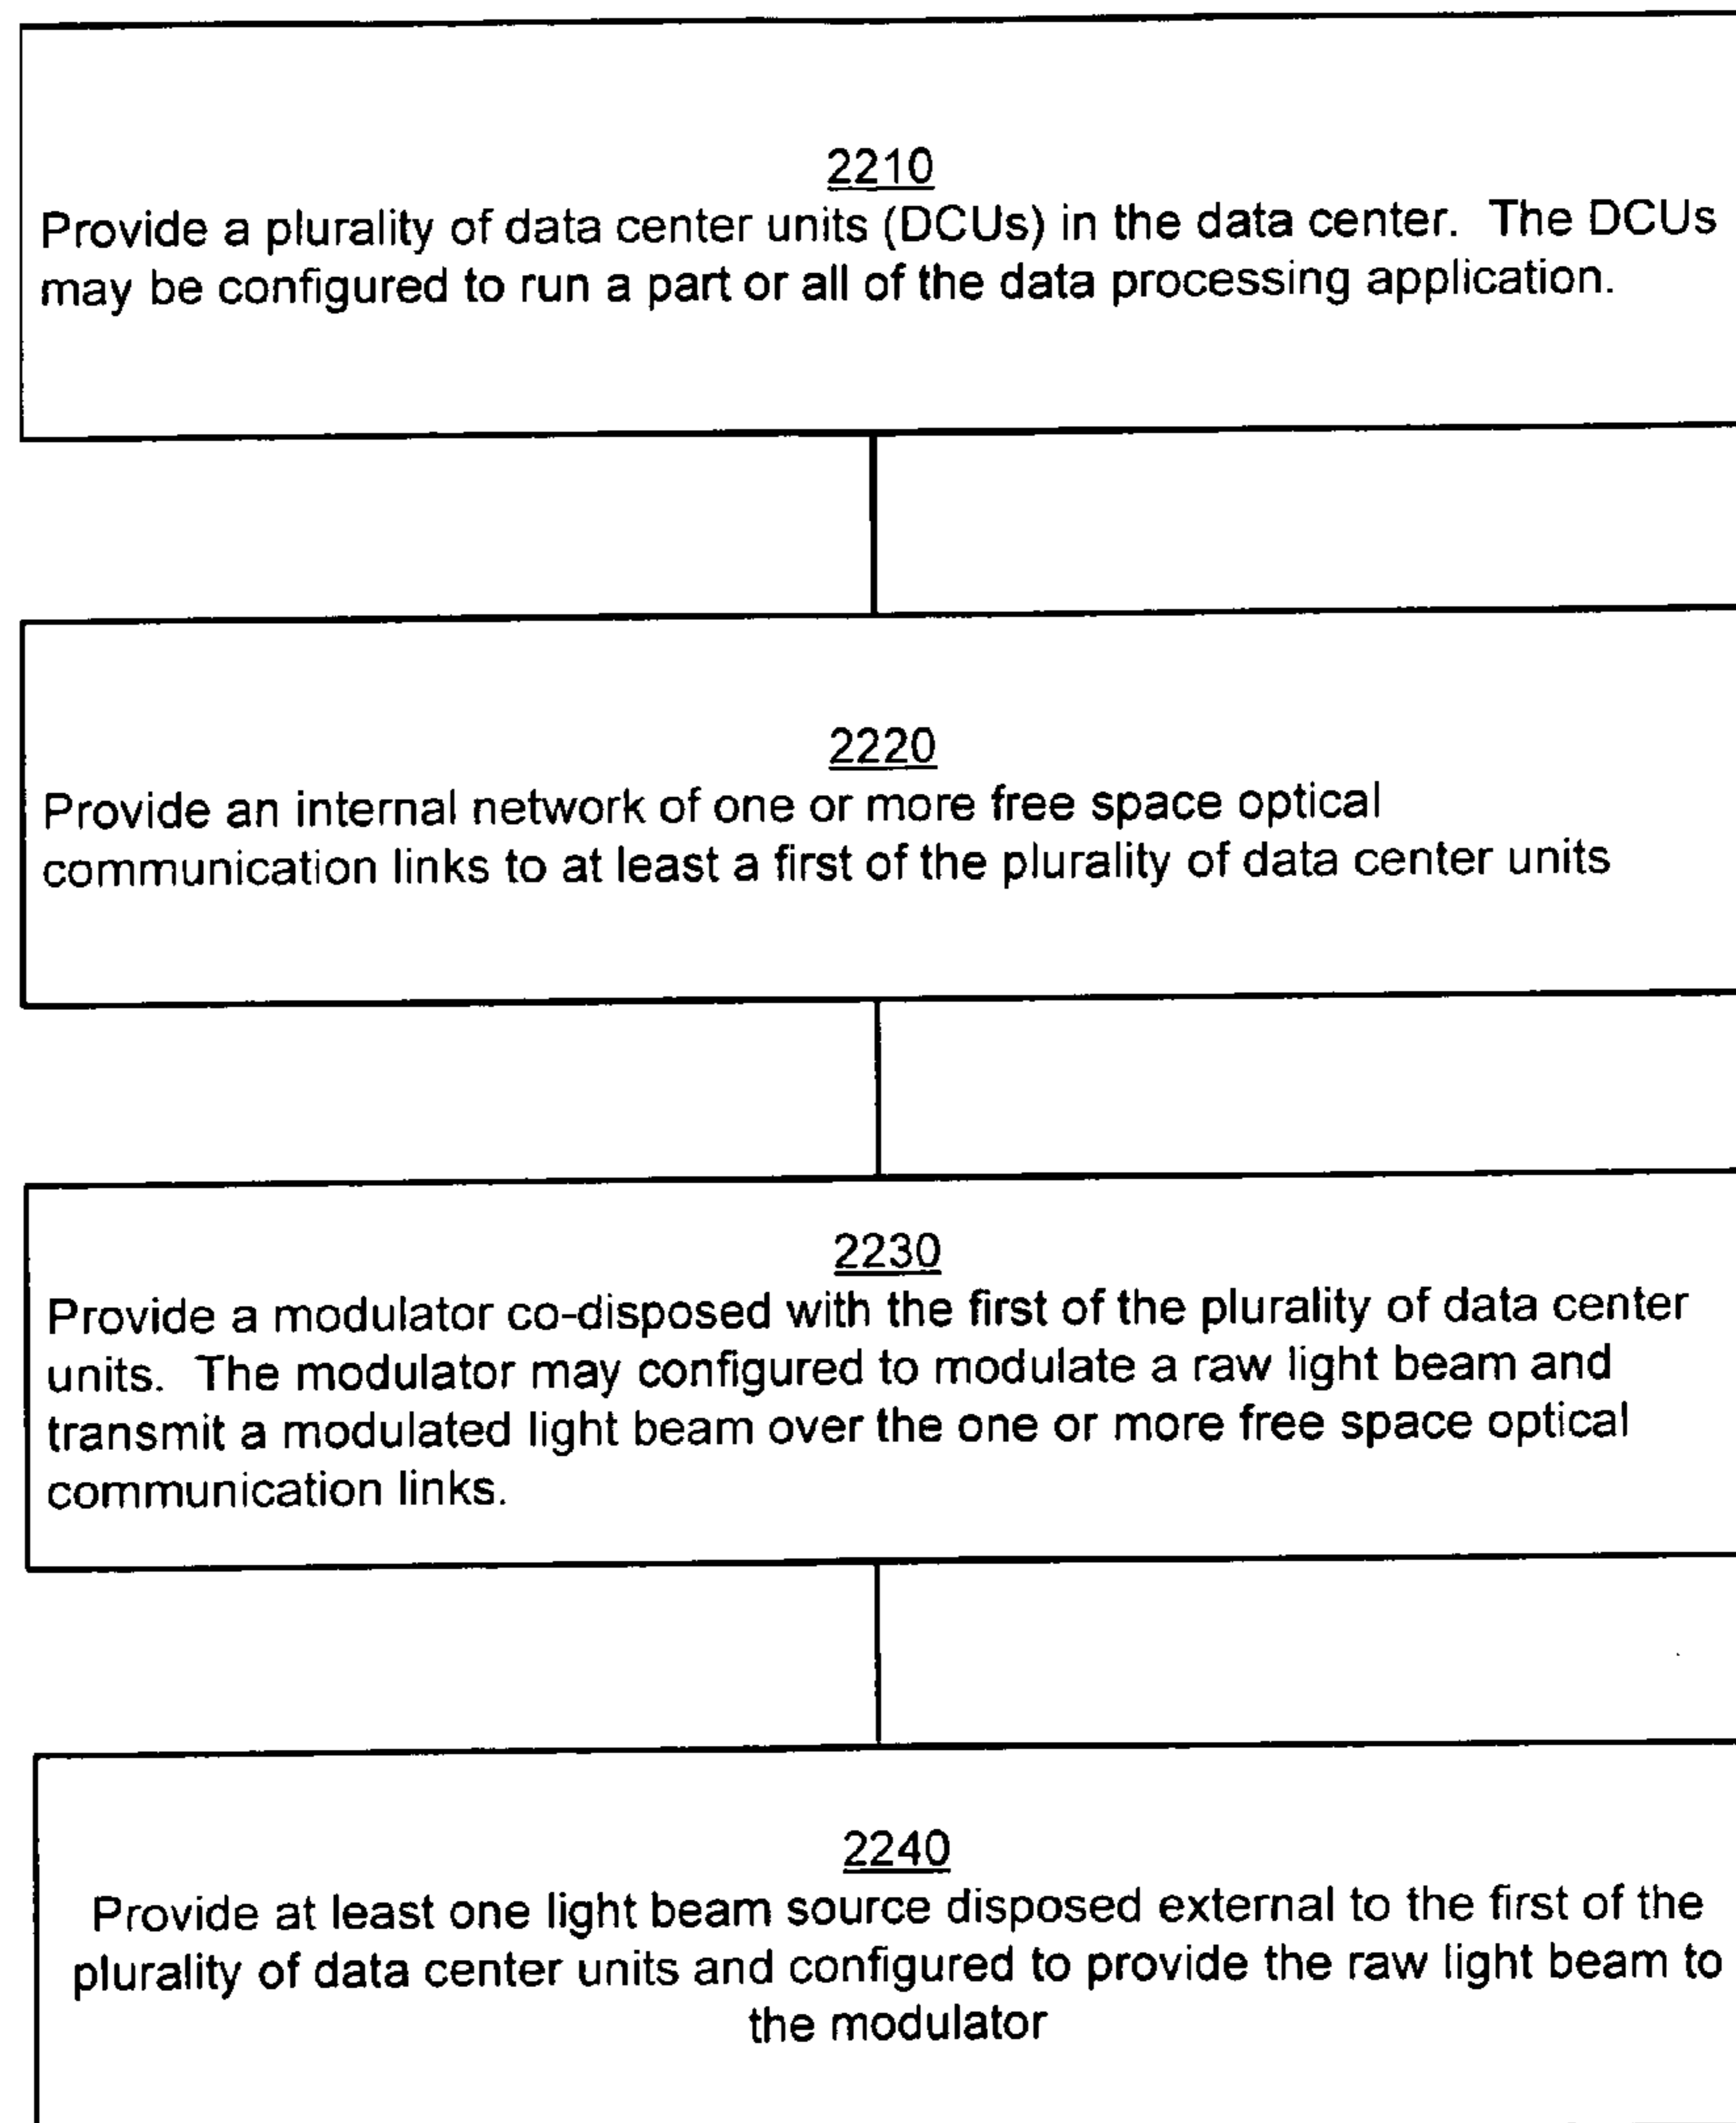 2210
Provide a plurality of data center units (DCUs) in the data center. The DCUs
may be configured to run a part or all of the data processing application.
2220
Provide an internal network of one or more free space optical
communication links to at least a first of the plurality of data center units
2230
Provide a modulator co-disposed with the first of the plurality of data center
units. The modulator may configured to modulate a raw light beam and
transmit a modulated light beam over the one or more free space optical
communication links.
2240
Provide at least one light beam source disposed external to the first of the
plurality of data center units and configured to provide the raw light beam to
the modulator